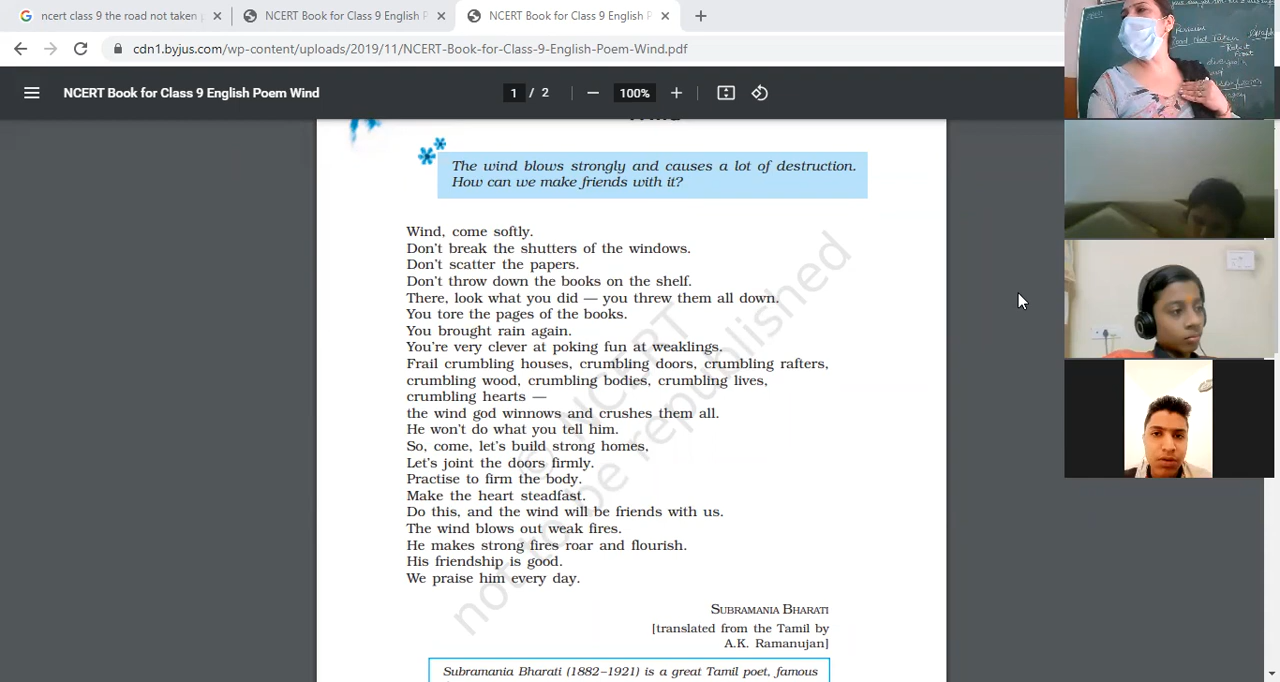 ncert class 9 the road not taken
NCERT Book for Class 9 English P
NCERT Book for Class 9 English P
cdn1.byjus.com/wp-content/uploads/2019/11/NCERT-Book-for-Class-9-English-Poem-Wind.pdf
NCERT Book for Class 9 English Poem Wind
1 / 2
100%
The wind blows strongly and causes a lot of destruction.
How can we make friends with it?
Wind, come softly.
Don't break the shutters of the windows.
Don't scatter the papers.
Don't throw down the books on the shelf.
There, look what you did — you threw them all down.
You tore the pages of the books.
You brought rain again.
You're very clever at poking fun at weaklings.
Frail crumbling houses, crumbling doors, crumbling rafters,
crumbling wood, crumbling bodies, crumbling lives,
crumbling hearts —
the wind god winnows and crushes them all.
He won't do what you tell him.
So, come, let's build strong homes,
Let's joint the doors firmly.
Practise to firm the body.
Make the heart steadfast.
Do this, and the wind will be friends with us.
The wind blows out weak fires.
He makes strong fires roar and flourish.
His friendship is good.
We praise him every day.
SUBRAMANIA BHARATI
[translated from the Tamil by
A.K. Ramanujan]
Subramania Bharati (1882–1921) is a great Tamil poet, famous
© NCERT
not to be republished
Road Not Taken
Robert
Frost